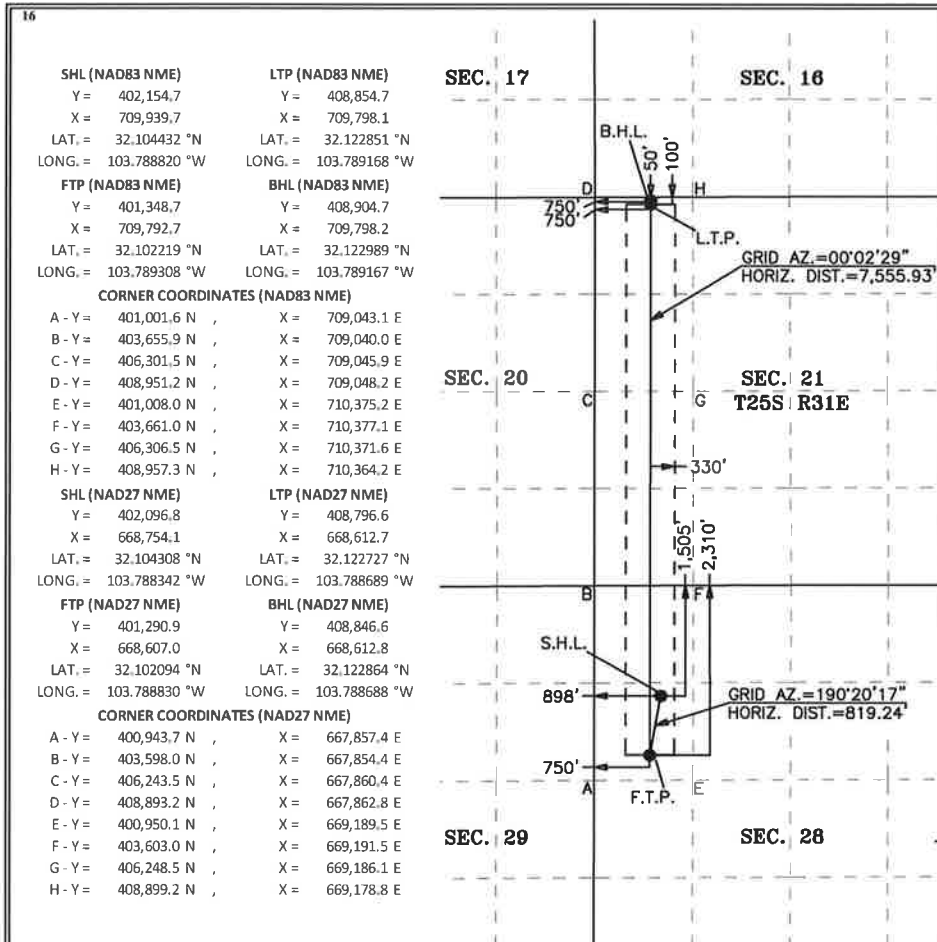 16
SHL (NAD83 NME) LTP (NAD83 NME)
Y = 402,154.7 Y = 408,854.7
X = 709,939.7 X = 709,798.1
LAT. = 32.104432 °N LAT. = 32.122851 °N
LONG. = 103.788820 °W LONG. = 103.789168 °W
FTP (NAD83 NME) BHL (NAD83 NME)
Y = 401,348.7 Y = 408,904.7
X = 709,792.7 X = 709,798.2
LAT. = 32.102219 °N LAT. = 32.122989 °N
LONG. = 103.789308 °W LONG. = 103.789167 °W
CORNER COORDINATES (NAD83 NME)
A - Y = 401,001.6 N , X = 709,043.1 E
B - Y = 403,655.9 N , X = 709,040.0 E
C - Y = 406,301.5 N , X = 709,045.9 E
D - Y = 408,951.2 N , X = 709,048.2 E
E - Y = 401,008.0 N , X = 710,375.2 E
F - Y = 403,661.0 N , X = 710,377.1 E
G - Y = 406,306.5 N , X = 710,371.6 E
H - Y = 408,957.3 N , X = 710,364.2 E
SHL (NAD27 NME) LTP (NAD27 NME)
Y = 402,096.8 Y = 408,796.6
X = 668,754.1 X = 668,612.7
LAT. = 32.104308 °N LAT. = 32.122727 °N
LONG. = 103.788342 °W LONG. = 103.788689 °W
FTP (NAD27 NME) BHL (NAD27 NME)
Y = 401,290.9 Y = 408,846.6
X = 668,607.0 X = 668,612.8
LAT. = 32.102094 °N LAT. = 32.122864 °N
LONG. = 103.788830 °W LONG. = 103.788688 °W
CORNER COORDINATES (NAD27 NME)
A - Y = 400,943.7 N , X = 667,857.4 E
B - Y = 403,598.0 N , X = 667,854.4 E
C - Y = 406,243.5 N , X = 667,860.4 E
D - Y = 408,893.2 N , X = 667,862.8 E
E - Y = 400,950.1 N , X = 669,189.5 E
F - Y = 403,603.0 N , X = 669,191.5 E
G - Y = 406,248.5 N , X = 669,186.1 E
H - Y = 408,899.2 N , X = 669,178.8 E
SEC. 17 SEC. 16
B.H.L.
50'
100'
D H
750'
750'
L.T.P.
GRID AZ.=00°02'29"
HORIZ. DIST.=7,555.93'
SEC. 20 SEC. 21
C G T25S R31E
330'
1,505'
2,310'
B F
S.H.L.
898'
GRID AZ.=190°20'17"
HORIZ. DIST.=819.24'
750'
A F.T.P. E
SEC. 29 SEC. 28